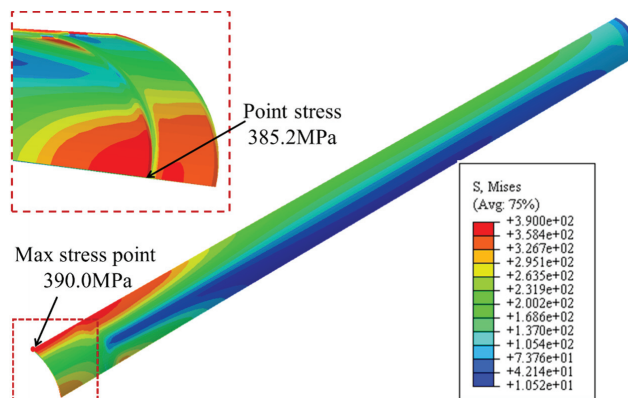 Point stress
385.2MPa
Max stress point
390.0MPa
S, Mises
(Avg: 75%)
+3.900e+02
+3.584e+02
+3.267e+02
+2.951e+02
+2.635e+02
+2.319e+02
+2.002e+02
+1.686e+02
+1.370e+02
+1.054e+02
+7.376e+01
+4.214e+01
+1.052e+01